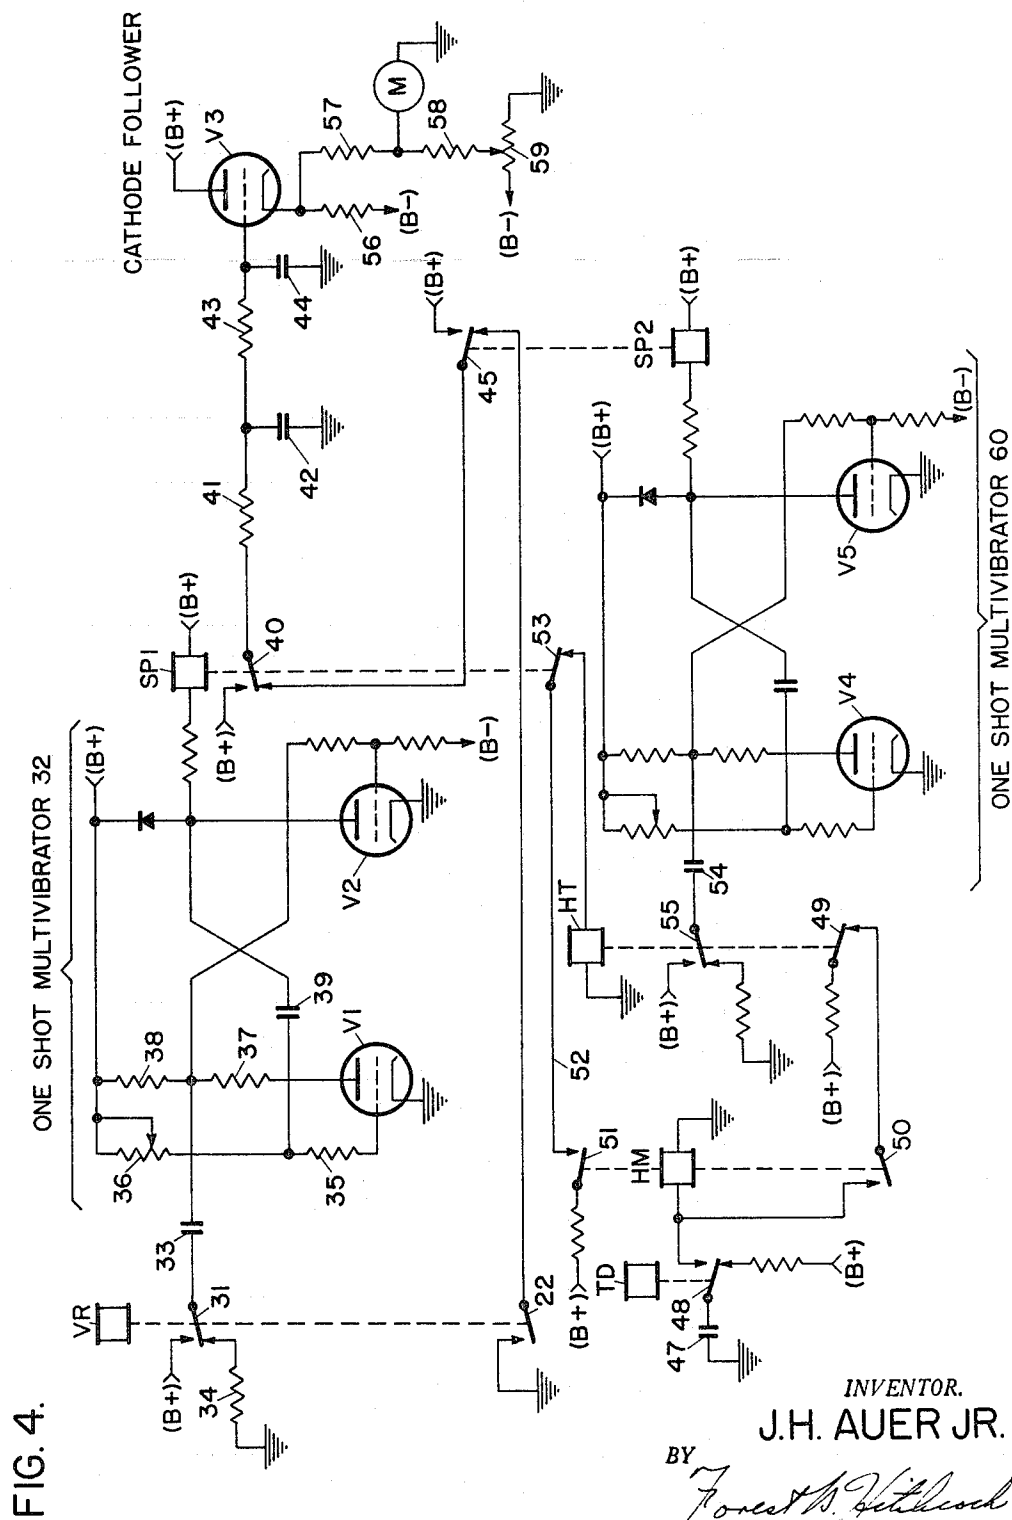 FIG. 4.
ONE SHOT MULTIVIBRATOR 32
CATHODE FOLLOWER
VR
(B+)
31
33
34
36
38
37
35
39
V1
V2
(B+)
(B-)
SP1
(B+)
(B+)
40
41
42
43
44
V3
(B+)
56
(B-)
57
M
58
59
(B-)
45
(B+)
22
(B+)
51
52
53
TD
48
47
(B+)
HM
50
HT
55
(B+)
49
(B+)
54
V4
V5
(B+)
SP2
(B+)
(B-)
ONE SHOT MULTIVIBRATOR 60
INVENTOR.
J.H. AUER JR.
BY
Forest B. Hitchcock